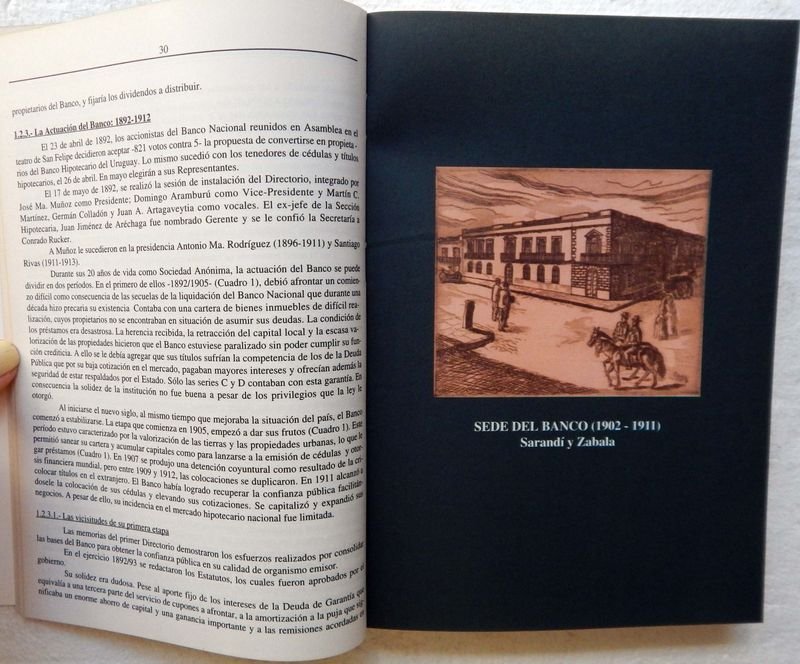 30
propietarios del Banco, y fijaría los dividendos a distribuir.
1.2.3.- La Actuación del Banco: 1892-1912
El 23 de abril de 1892, los accionistas del Banco Nacional reunidos en Asamblea en el
teatro de San Felipe decidieron aceptar -821 votos contra 5- la propuesta de convertirse en propieta-
rios del Banco Hipotecario del Uruguay. Lo mismo sucedió con los tenedores de cédulas y títulos
hipotecarios, el 26 de abril. En mayo elegirán a sus Representantes.
El 17 de mayo de 1892, se realizó la sesión de instalación del Directorio, integrado por
José Ma. Muñoz como Presidente; Domingo Aramburú como Vice-Presidente y Martín C.
Martínez, Germán Colladón y Juan A. Artagaveytia como vocales. El ex-jefe de la Sección
Hipotecaria, Juan Jiménez de Aréchaga fue nombrado Gerente y se le confió la Secretaría a
Conrado Rucker.
A Muñoz le sucedieron en la presidencia Antonio Ma. Rodríguez (1896-1911) y Santiago
Rivas (1911-1913).
Durante sus 20 años de vida como Sociedad Anónima, la actuación del Banco se puede
dividir en dos períodos. En el primero de ellos -1892/1905- (Cuadro 1), debió afrontar un comien-
zo difícil como consecuencia de las secuelas de la liquidación del Banco Nacional que durante una
década hizo precaria su existencia. Contaba con una cartera de bienes inmuebles de difícil rea-
lización, cuyos propietarios no se encontraban en situación de asumir sus deudas. La condición de
los préstamos era desastrosa. La herencia recibida, la retracción del capital local y la escasa va-
lorización de las propiedades hicieron que el Banco estuviese paralizado sin poder cumplir su fun-
ción crediticia. A ello se le debía agregar que sus títulos sufrían la competencia de los de la Deuda
Pública que por su baja cotización en el mercado, pagaban mayores intereses y ofrecían además la
seguridad de estar respaldados por el Estado. Sólo las series C y D contaban con esta garantía. En
consecuencia la solidez de la institución no fue buena a pesar de los privilegios que la ley le
otorgó.
Al iniciarse el nuevo siglo, al mismo tiempo que mejoraba la situación del país, el Banco
comenzó a estabilizarse. La etapa que comienza en 1905, empezó a dar sus frutos (Cuadro 1). Este
período estuvo caracterizado por la valorización de las tierras y las propiedades urbanas, lo que le
permitió sanear su cartera y acumular capitales como para lanzarse a la emisión de cédulas y otor-
gar préstamos (Cuadro 1). En 1907 se produjo una detención coyuntural como resultado de la cri-
sis financiera mundial, pero entre 1909 y 1912, las colocaciones se duplicaron. En 1911 alcanzó a
colocar títulos en el extranjero. El Banco había logrado recuperar la confianza pública facilitán-
dosele la colocación de sus cédulas y elevando sus cotizaciones. Se capitalizó y expandió sus
negocios. A pesar de ello, su incidencia en el mercado hipotecario nacional fue limitada.
1.2.3.1.- Las vicisitudes de su primera etapa
Las memorias del primer Directorio demostraron los esfuerzos realizados por consolidar
las bases del Banco para obtener la confianza pública en su calidad de organismo emisor.
En el ejercicio 1892/93 se redactaron los Estatutos, los cuales fueron aprobados por el
gobierno.
Su solidez era dudosa. Pese al aporte fijo de los intereses de la Deuda de Garantía que
equivalía a una tercera parte del servicio de cupones a afrontar, a la amortización a la puja que sig-
nificaba un enorme ahorro de capital y una ganancia importante y a las remisiones acordadas en
SEDE DEL BANCO (1902 - 1911)
Sarandí y Zabala